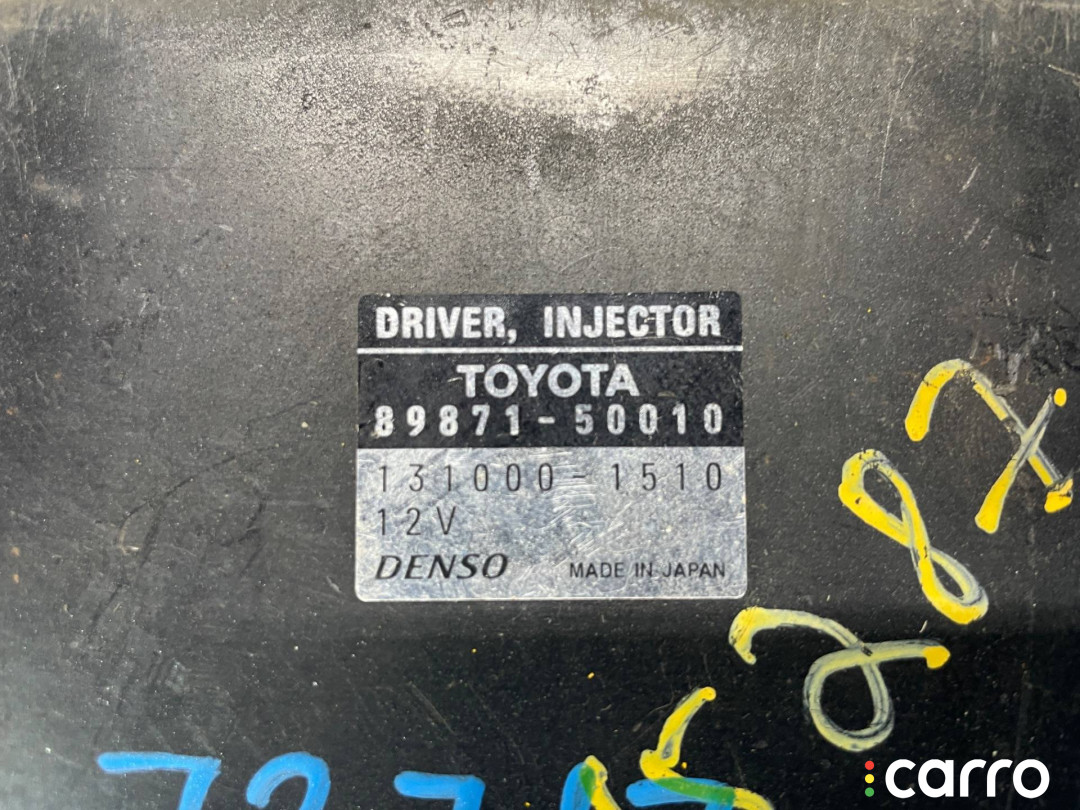 DRIVER, INJECTOR
TOYOTA
89871-50010
131000-1510
12V
DENSO MADE IN JAPAN
carro